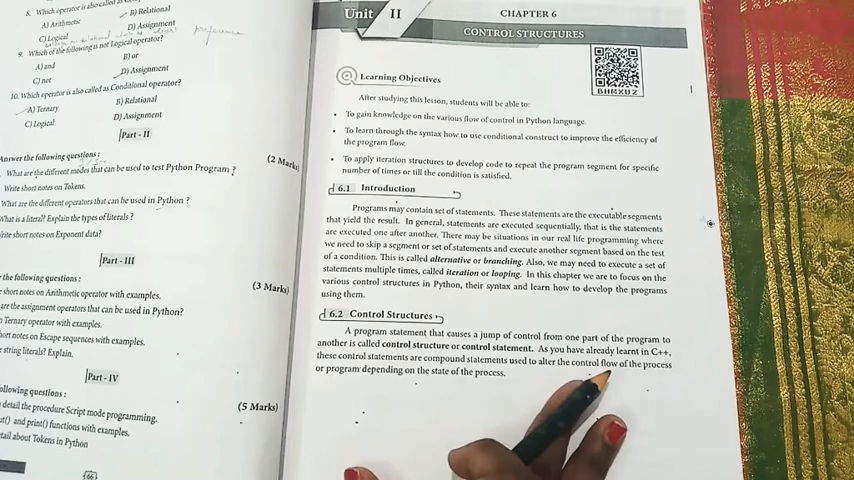 8. Which operator is also called as
A) Arithmetic
B) Relational
C) Logical
D) Assignment
9. Which of the following is not Logical operator?
A) and
B) or
C) not
D) Assignment
10. Which operator is also called as Conditional operator?
A) Ternary
B) Relational
C) Logical
D) Assignment
Part - II
Answer the following questions :
(2 Marks)
What are the different modes that can be used to test Python Program ?
Write short notes on Tokens.
What are the different operators that can be used in Python ?
What is a literal? Explain the types of literals ?
short notes on Exponent data?
Part - III
the following questions :
(3 Marks)
short notes on Arithmetic operator with examples.
are the assignment operators that can be used in Python?
Ternary operator with examples.
short notes on Escape sequences with examples.
string literals? Explain.
Part - IV
following questions :
(5 Marks)
detail the procedure Script mode programming.
and print() functions with examples.
about Tokens in Python
66
Unit II
CHAPTER 6
CONTROL STRUCTURES
Learning Objectives
After studying this lesson, students will be able to:
• To gain knowledge on the various flow of control in Python language.
• To learn through the syntax how to use conditional construct to improve the efficiency of
the program flow.
• To apply iteration structures to develop code to repeat the program segment for specific
number of times or till the condition is satisfied.
6.1 Introduction
Programs may contain set of statements. These statements are the executable segments
that yield the result. In general, statements are executed sequentially, that is the statements
are executed one after another. There may be situations in our real life programming where
we need to skip a segment or set of statements and execute another segment based on the test
of a condition. This is called alternative or branching. Also, we may need to execute a set of
statements multiple times, called iteration or looping. In this chapter we are to focus on the
various control structures in Python, their syntax and learn how to develop the programs
using them.
6.2 Control Structures
A program statement that causes a jump of control from one part of the program to
another is called control structure or control statement. As you have already learnt in C++,
these control statements are compound statements used to alter the control flow of the process
or program depending on the state of the process.